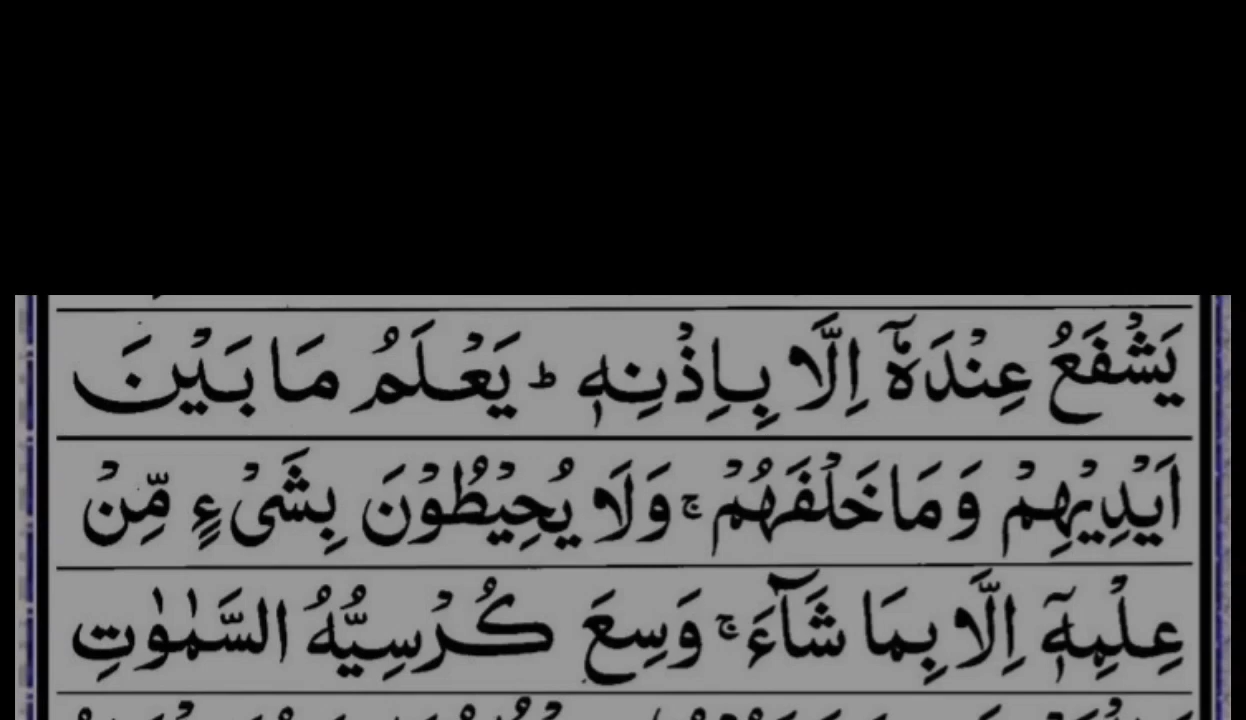 يَشْفَعُ عِنْدَهٗۤ اِلَّا بِاِذْنِهٖ ؕ يَعْلَمُ مَا بَيْنَ
اَيْدِيْهِمْ وَمَا خَلْفَهُمْ ۚ وَلَا يُحِيْطُوْنَ بِشَیْءٍ مِّنْ
عِلْمِهٖۤ اِلَّا بِمَا شَآءَ ۚ وَسِعَ كُرْسِيُّهُ السَّمٰوٰتِ